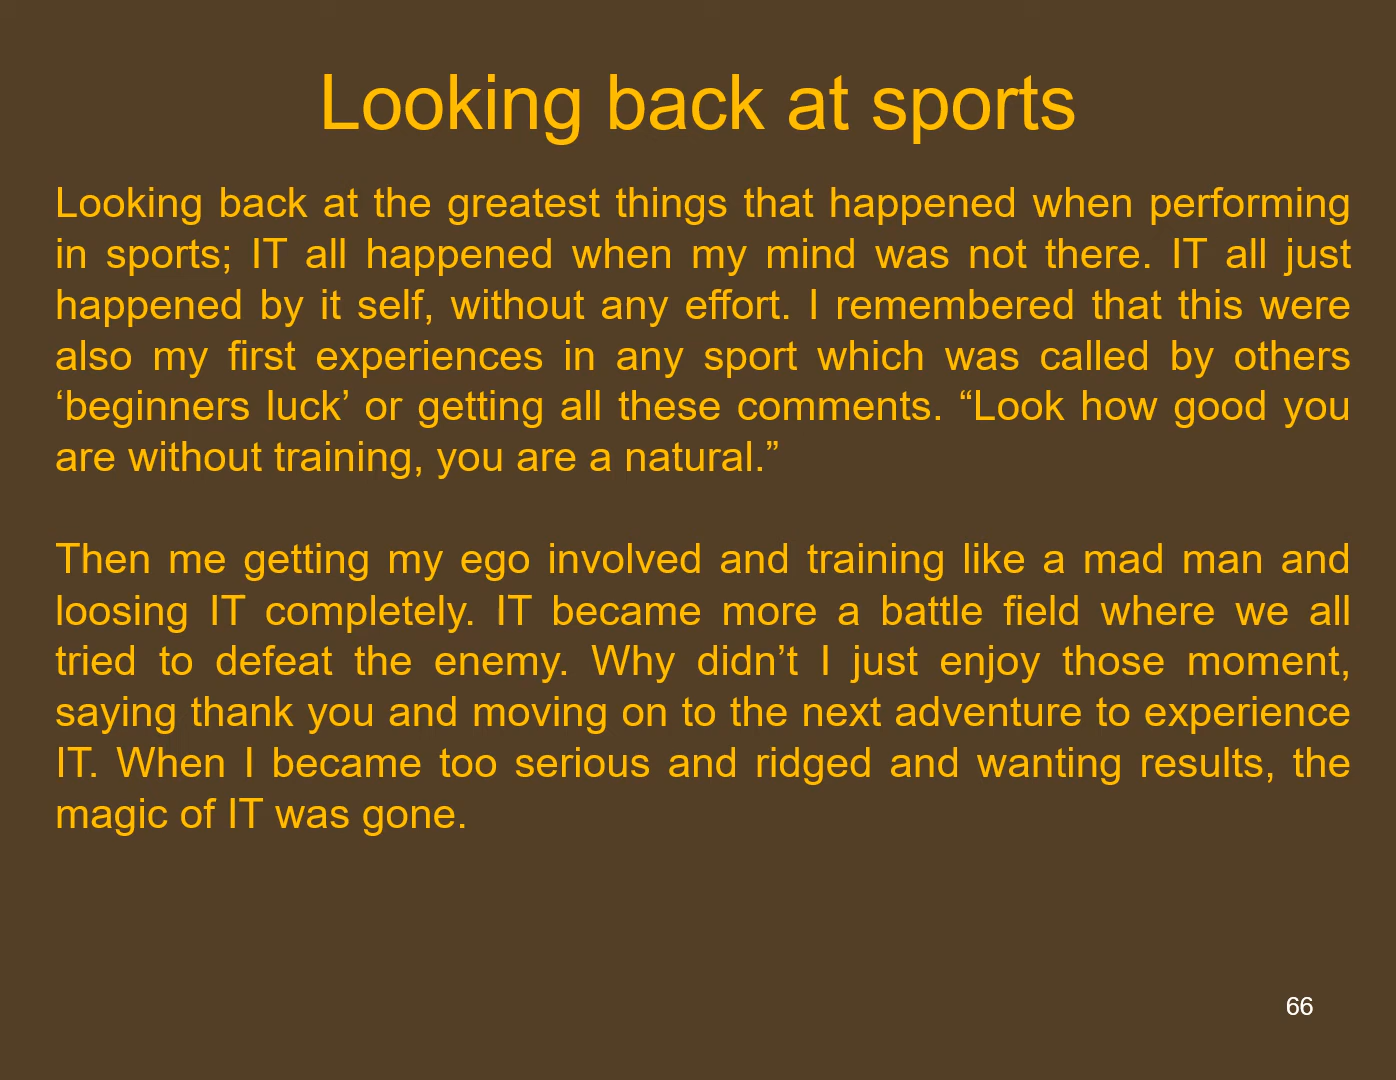 Looking back at sports
Looking back at the greatest things that happened when performing
in sports; IT all happened when my mind was not there. IT all just
happened by it self, without any effort. I remembered that this were
also my first experiences in any sport which was called by others
‘beginners luck’ or getting all these comments. “Look how good you
are without training, you are a natural.”
Then me getting my ego involved and training like a mad man and
loosing IT completely. IT became more a battle field where we all
tried to defeat the enemy. Why didn’t I just enjoy those moment,
saying thank you and moving on to the next adventure to experience
IT. When I became too serious and ridged and wanting results, the
magic of IT was gone.
66